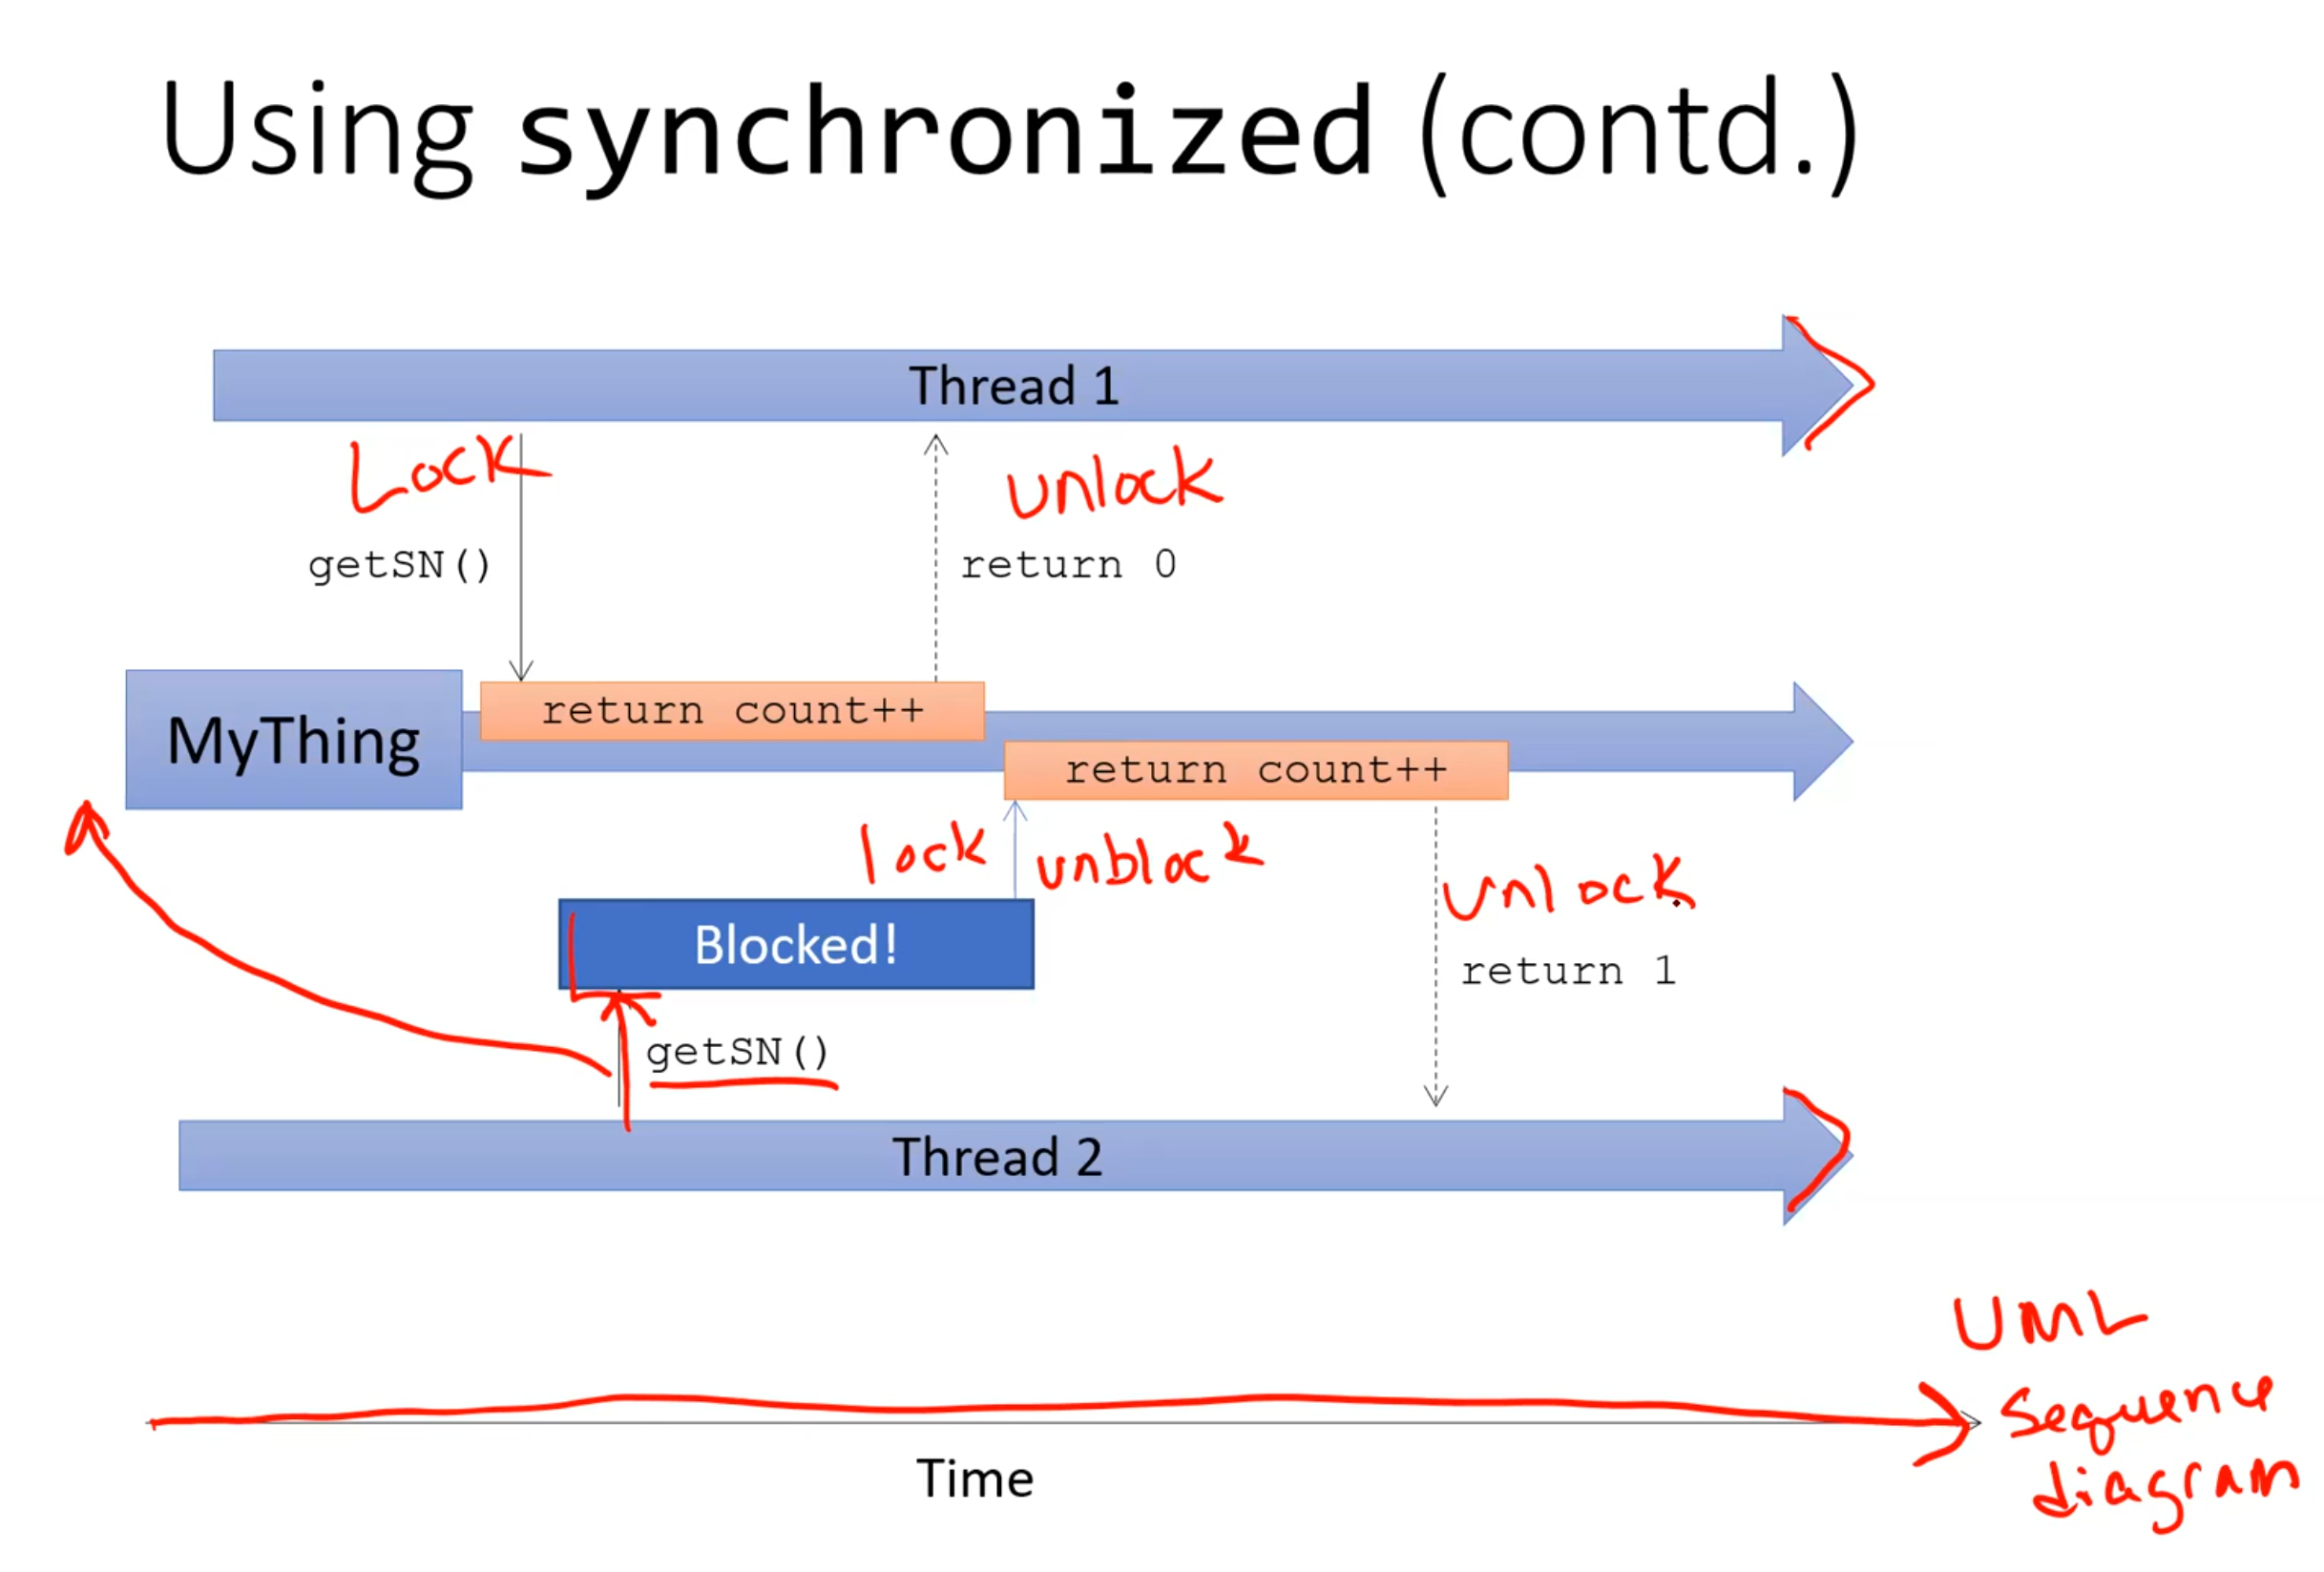 Using synchronized (contd.)
Thread 1
Lock
unlock
getSN()
return 0
return count++
MyThing
return count++
lock
unblock
unlock
Blocked!
return 1
getSN()
Thread 2
UML
Sequence
diagram
Time